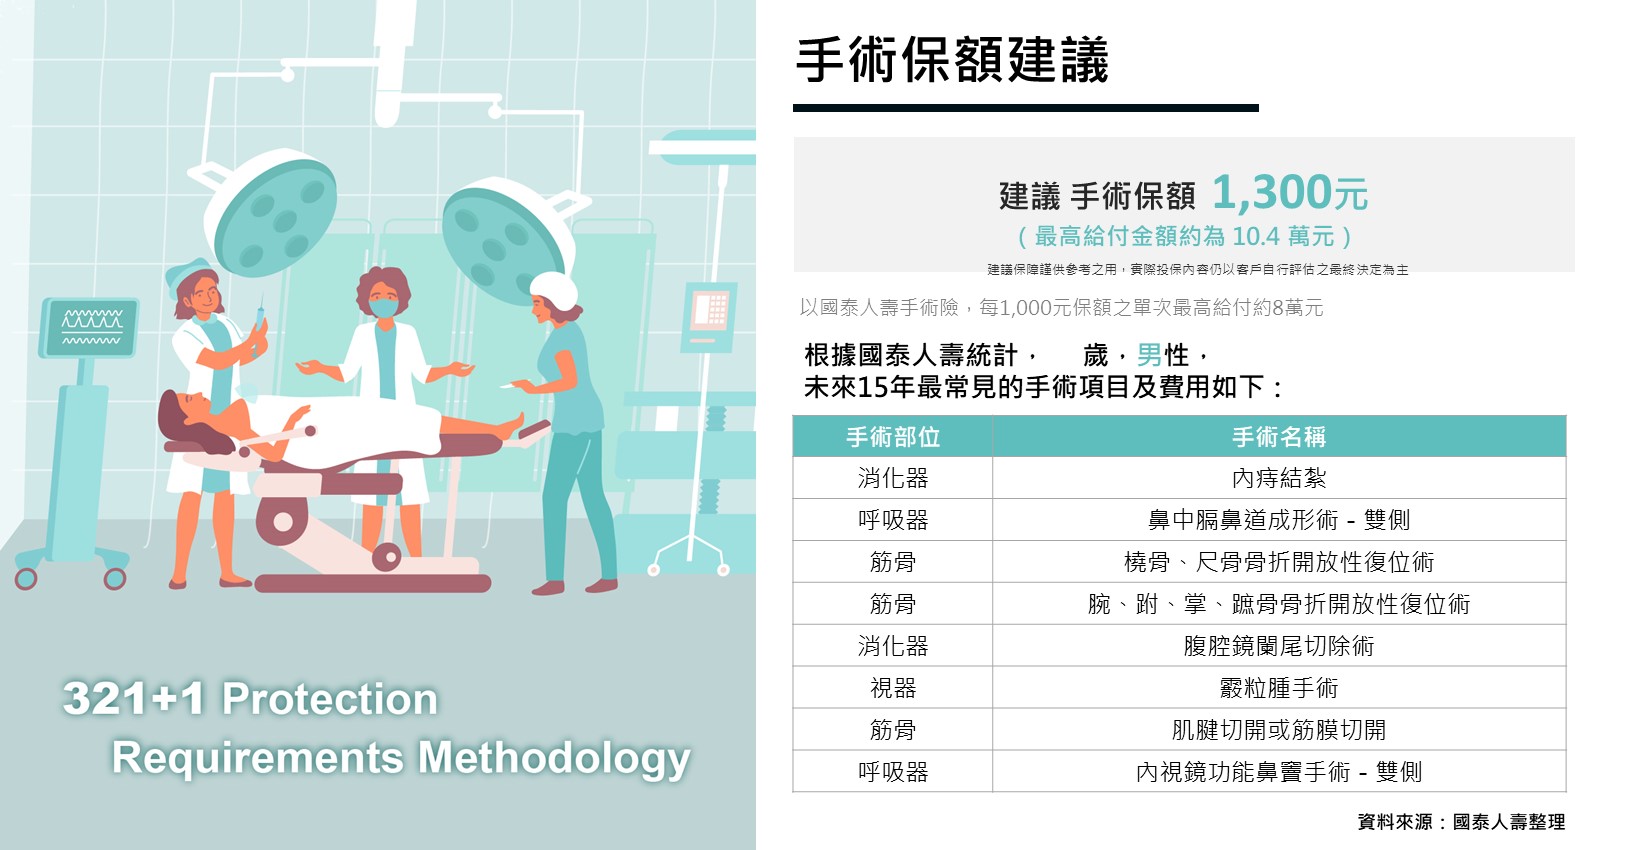 手術保額建議
建議 手術保額 1,300元
( 最高給付金額約為 10.4 萬元 )
建議保障謹供參考之用，實際投保內容仍以客戶自行評估之最終決定為主
以國泰人壽手術險，每1,000元保額之單次最高給付約8萬元
根據國泰人壽統計， 歲，男性，
未來15年最常見的手術項目及費用如下：
手術部位 手術名稱
消化器 內痔結紮
呼吸器 鼻中膈鼻道成形術 – 雙側
筋骨 橈骨、尺骨骨折開放性復位術
筋骨 腕、跗、掌、蹠骨骨折開放性復位術
消化器 腹腔鏡闌尾切除術
視器 霰粒腫手術
筋骨 肌腱切開或筋膜切開
呼吸器 內視鏡功能鼻竇手術 – 雙側
資料來源：國泰人壽整理
321+1 Protection
Requirements Methodology